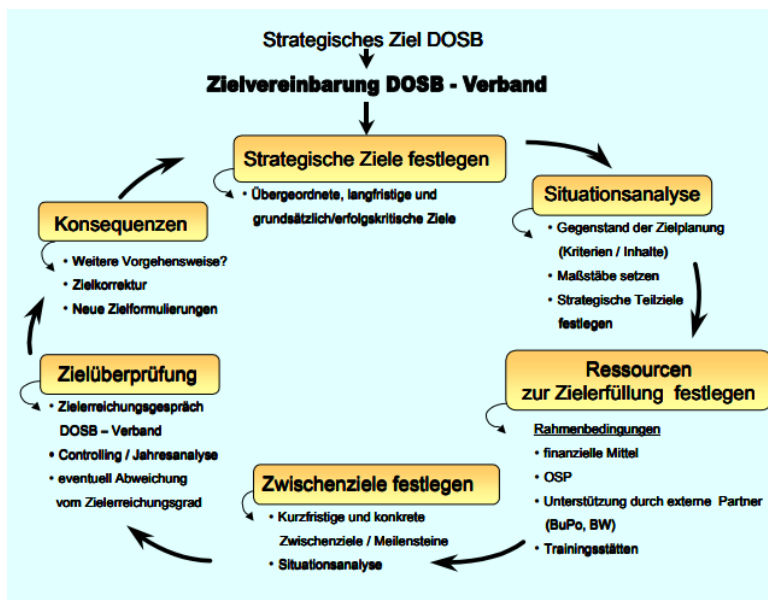 Strategisches Ziel DOSB
Zielvereinbarung DOSB - Verband
Strategische Ziele festlegen
• Übergeordnete, langfristige und
grundsätzlich/erfolgskritische Ziele
Situationsanalyse
• Gegenstand der Zielplanung
(Kriterien / Inhalte)
• Maßstäbe setzen
• Strategische Teilziele
festlegen
Ressourcen
zur Zielerfüllung festlegen
Rahmenbedingungen
• finanzielle Mittel
• OSP
• Unterstützung durch externe Partner
(BuPo, BW)
• Trainingsstätten
Zwischenziele festlegen
• Kurzfristige und konkrete
Zwischenziele / Meilensteine
• Situationsanalyse
Zielüberprüfung
• Zielerreichungsgespräch
DOSB – Verband
• Controlling / Jahresanalyse
• eventuell Abweichung
vom Zielerreichungsgrad
Konsequenzen
• Weitere Vorgehensweise?
• Zielkorrektur
• Neue Zielformulierungen